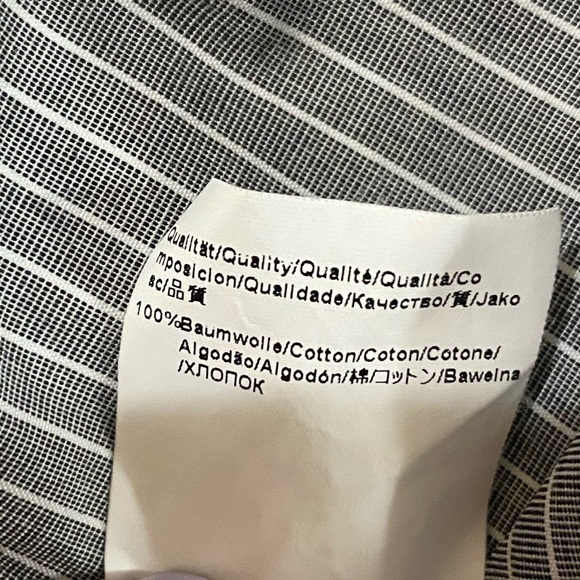 Qualität/Quality/Qualité/Qualità/Co
mposicion/Qualidade/Качество/質/Jako
ść/品質
100%Baumwolle/Cotton/Coton/Cotone/
Algodão/Algodón/棉/コットン/Bawełna
/ХЛОПОК